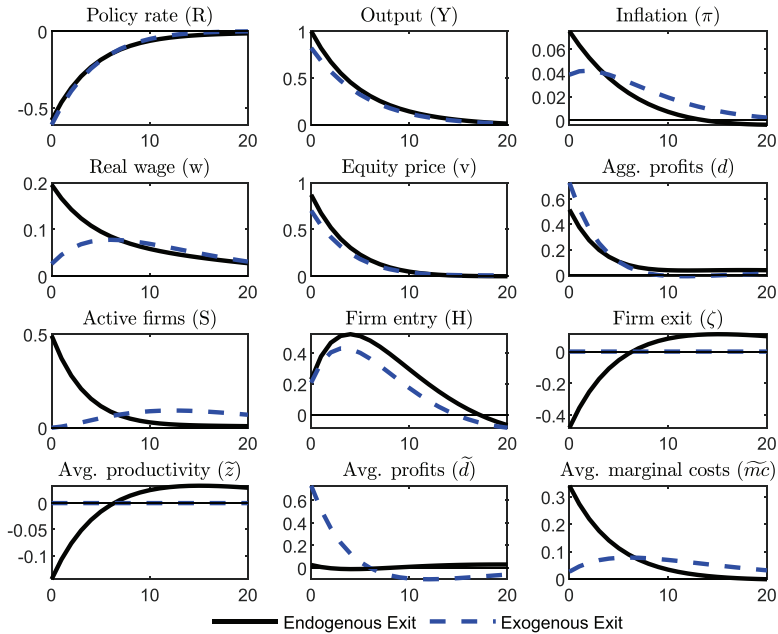 Policy rate (R) Output (Y) Inflation (π)
0 1 0.06
0.5 0.04
-0.5 0.02
0 0
0 10 20 0 10 20 0 10 20
Real wage (w) Equity price (v) Agg. profits (d)
0.2 1 0.6
0.1 0.5 0.4
0.2
0 0 0
0 10 20 0 10 20 0 10 20
Active firms (S) Firm entry (H) Firm exit (ζ)
0.5 0.4 0
0.2 -0.2
0 0 -0.4
0 10 20 0 10 20 0 10 20
Avg. productivity (z̃) Avg. profits (d̃) Avg. marginal costs (m̃c)
0 0.6 0.3
-0.05 0.4 0.2
-0.1 0.2 0.1
0 0
0 10 20 0 10 20 0 10 20
Endogenous Exit Exogenous Exit